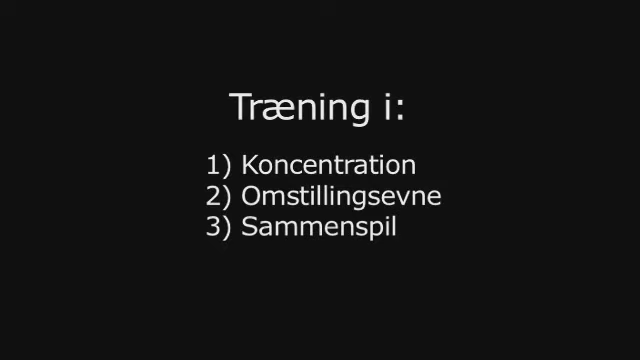 Træning i:
1) Koncentration
2) Omstillingsevne
3) Sammenspil